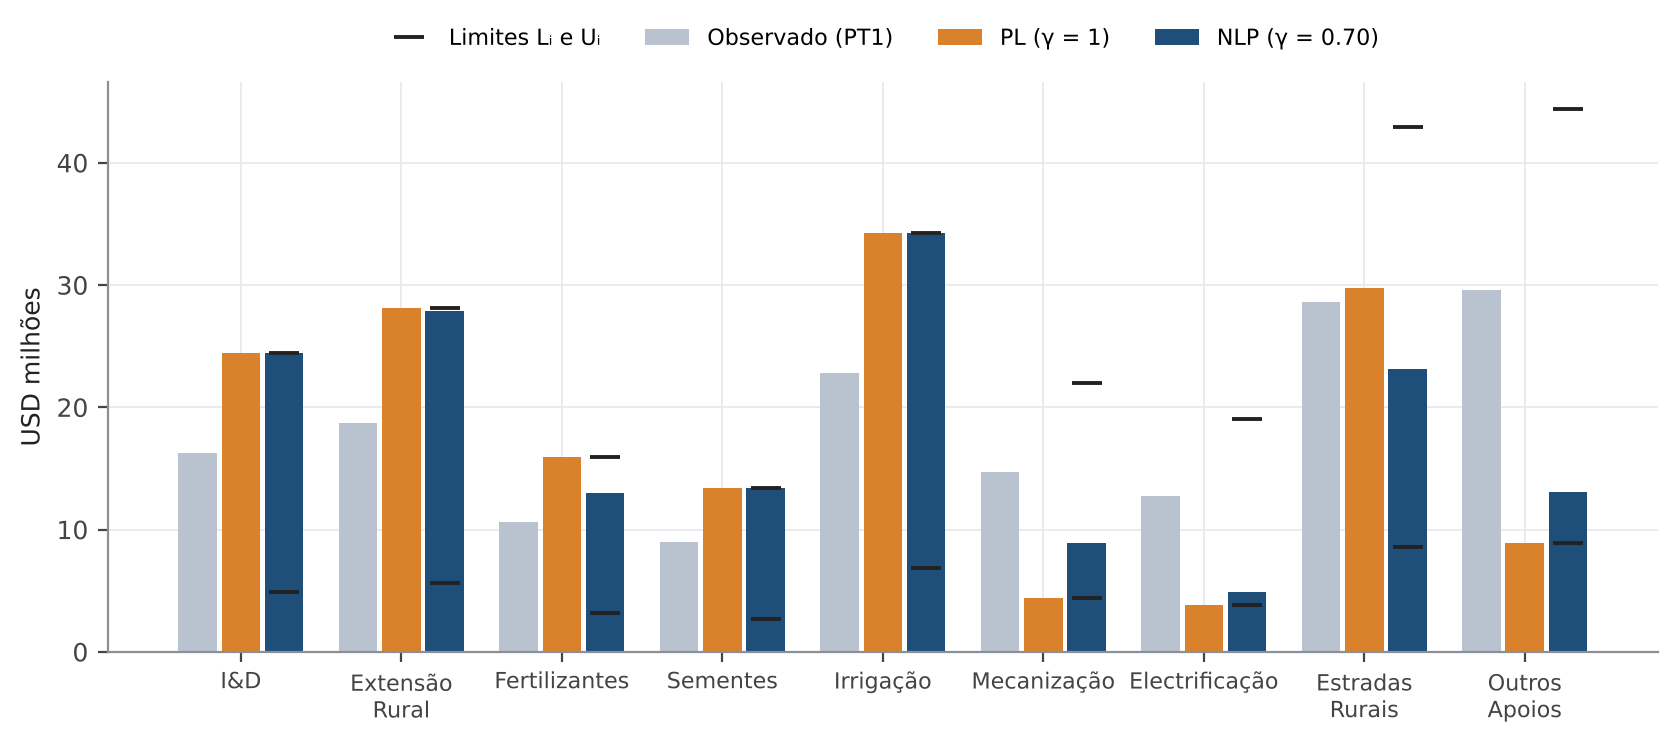 Limites Lᵢ e Uᵢ
Observado (PT1)
PL (γ = 1)
NLP (γ = 0.70)
USD milhões
40
30
20
10
0
I&D
Extensão
Rural
Fertilizantes
Sementes
Irrigação
Mecanização
Electrificação
Estradas
Rurais
Outros
Apoios